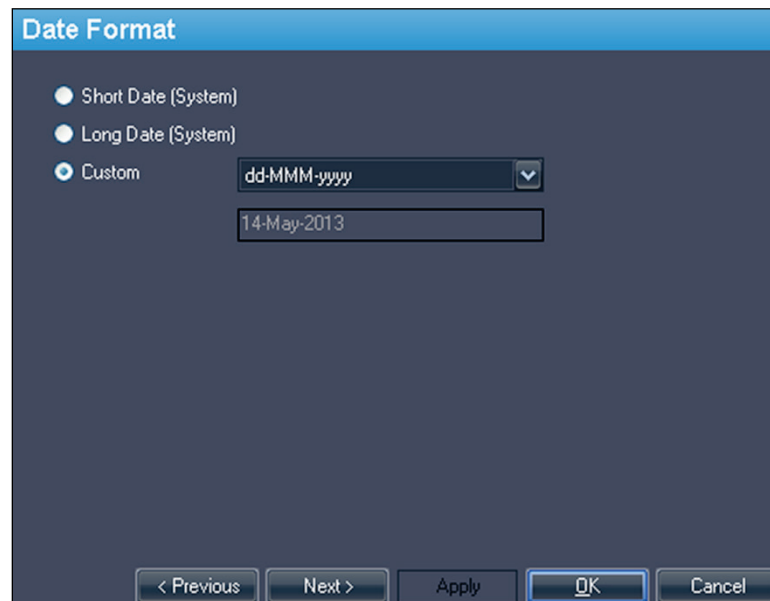 Date Format
Short Date (System)
Long Date (System)
Custom dd-MMM-yyyy
14-May-2013
< Previous Next > Apply OK Cancel